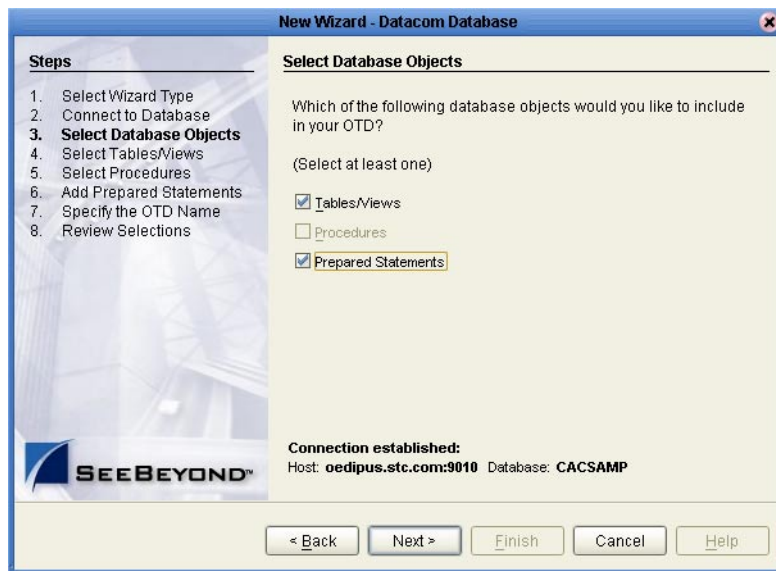 New Wizard - Datacom Database
Steps
1. Select Wizard Type
2. Connect to Database
3. Select Database Objects
4. Select Tables/Views
5. Select Procedures
6. Add Prepared Statements
7. Specify the OTD Name
8. Review Selections
SEEBEYOND™
Select Database Objects
Which of the following database objects would you like to include
in your OTD?
(Select at least one)
Tables/Views
Procedures
Prepared Statements
Connection established:
Host: oedipus.stc.com:9010 Database: CACSAMP
< Back Next > Finish Cancel Help